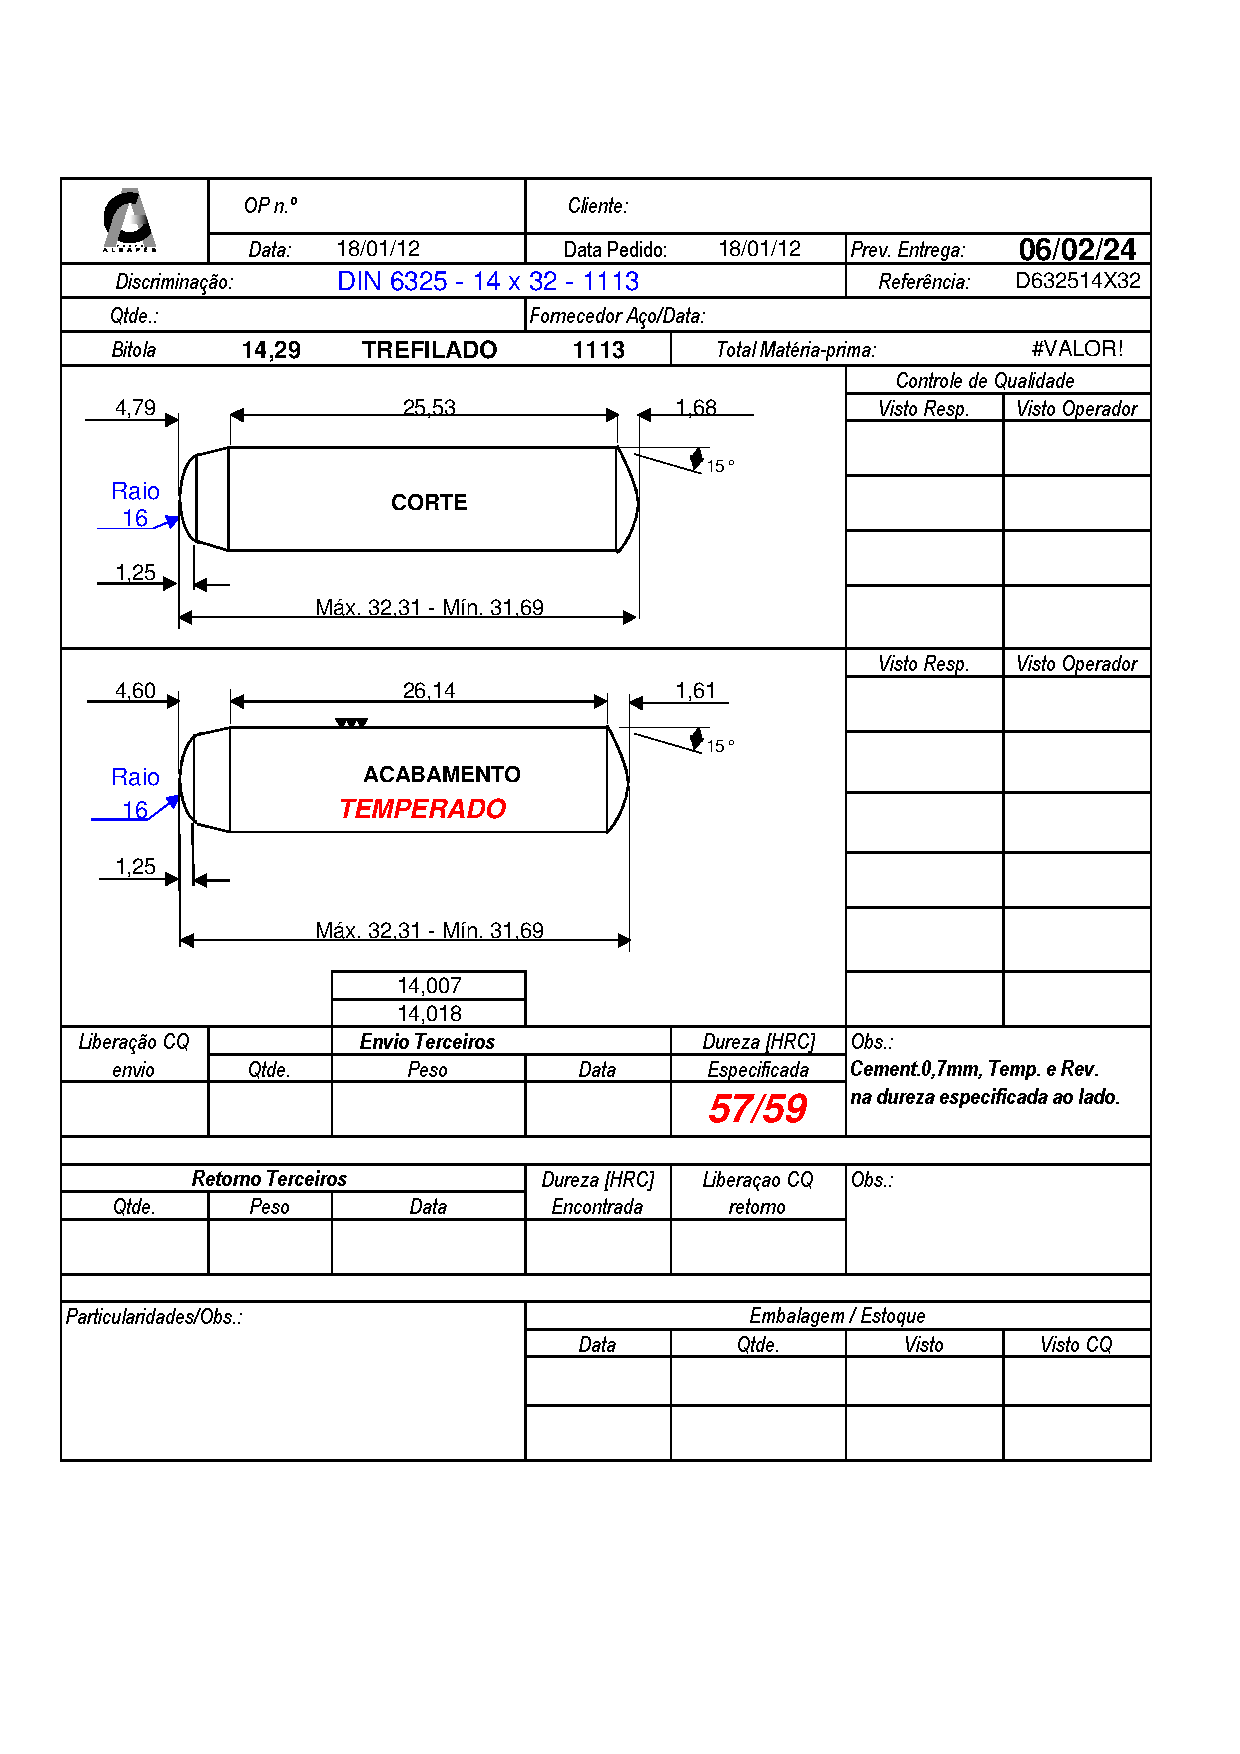 OP n.º Cliente:
ALBAPEÇ
Data: 18/01/12 Data Pedido: 18/01/12 Prev. Entrega: 06/02/24
Discriminação: DIN 6325 - 14 x 32 - 1113 Referência: D632514X32
Qtde.: Fornecedor Aço/Data:
Bitola 14,29 TREFILADO 1113 Total Matéria-prima: #VALOR!
Controle de Qualidade
4,79 25,53 1,68 Visto Resp. Visto Operador
15 º
Raio
CORTE
16
1,25
Máx. 32,31 - Mín. 31,69
Visto Resp. Visto Operador
4,60 26,14 1,61
15 º
Raio ACABAMENTO
16 TEMPERADO
1,25
Máx. 32,31 - Mín. 31,69
14,007
14,018
Liberação CQ Envio Terceiros Dureza [HRC] Obs.:
envio Qtde. Peso Data Especificada Cement.0,7mm, Temp. e Rev.
57/59 na dureza especificada ao lado.
Retorno Terceiros Dureza [HRC] Liberaçao CQ Obs.:
Qtde. Peso Data Encontrada retorno
Particularidades/Obs.: Embalagem / Estoque
Data Qtde. Visto Visto CQ